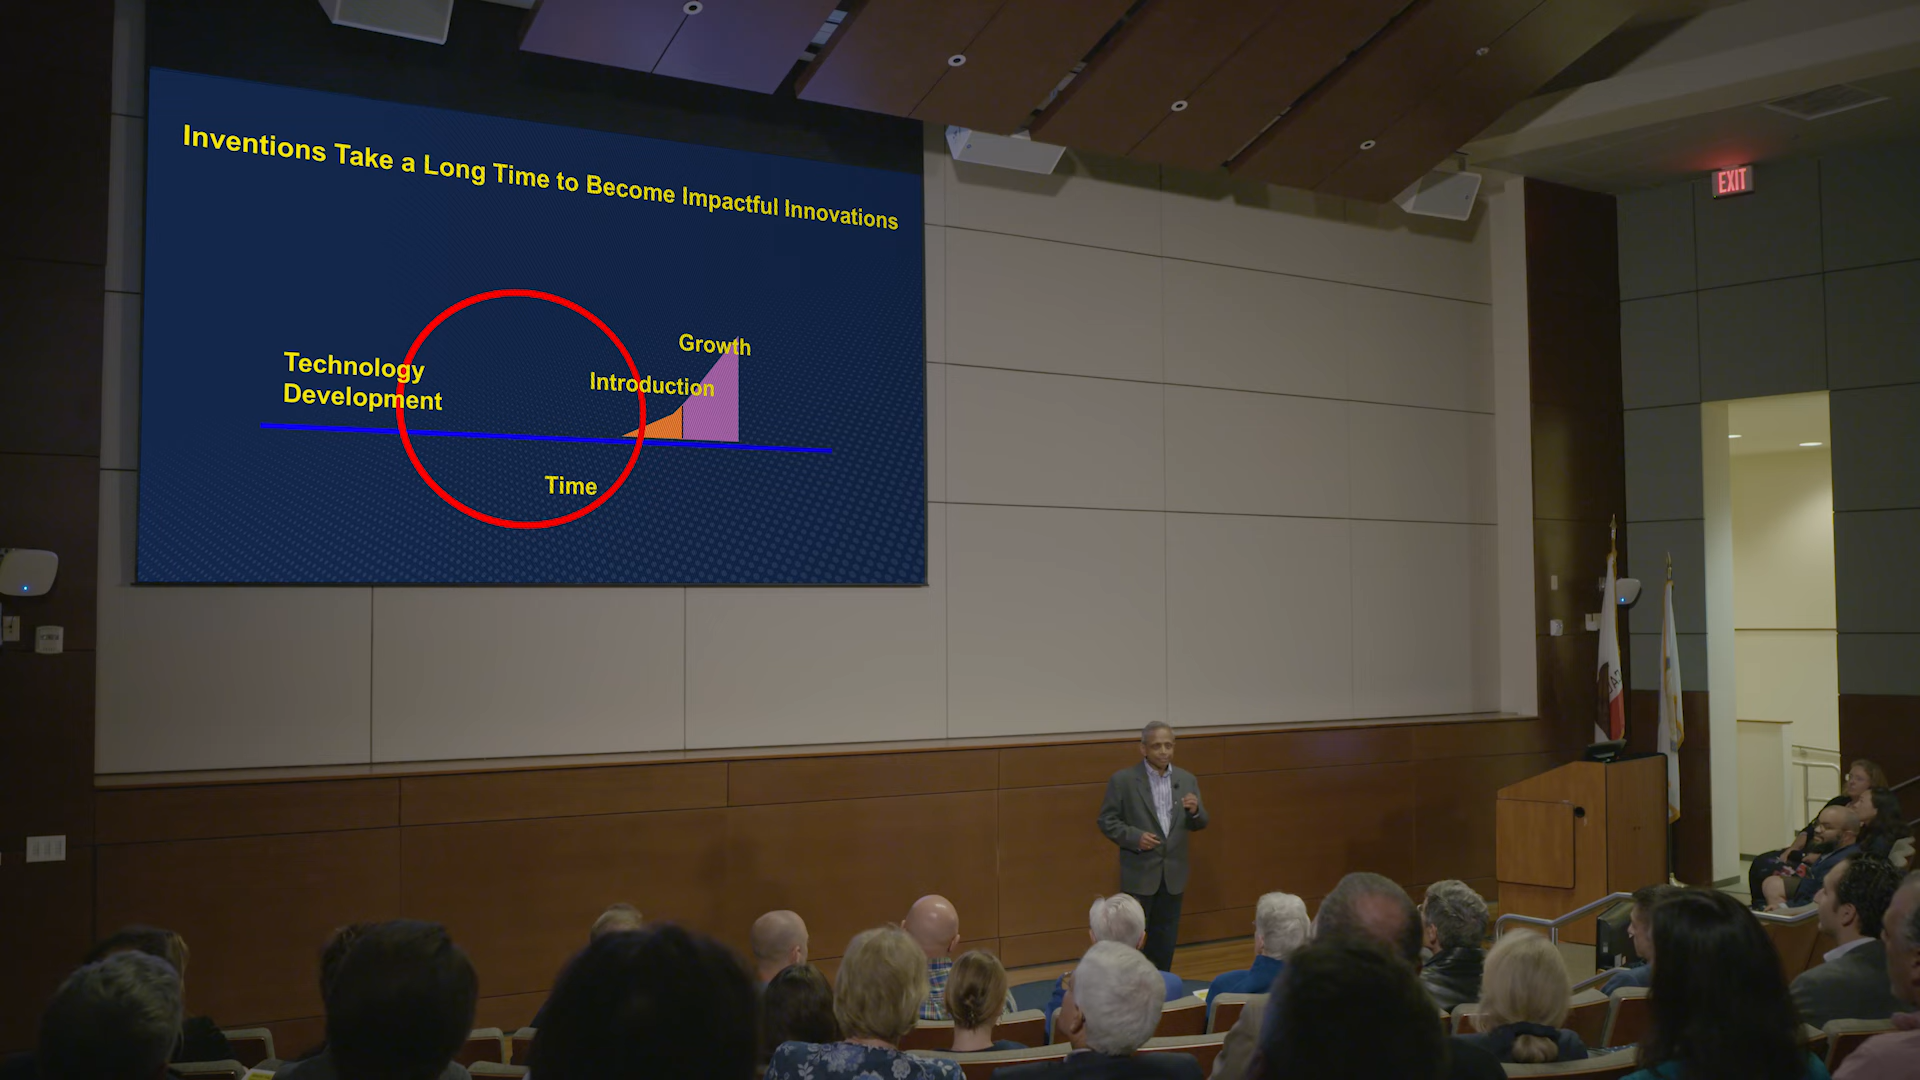 Inventions Take a Long Time to Become Impactful Innovations
Growth
Introduction
Technology
Development
Time
EXIT